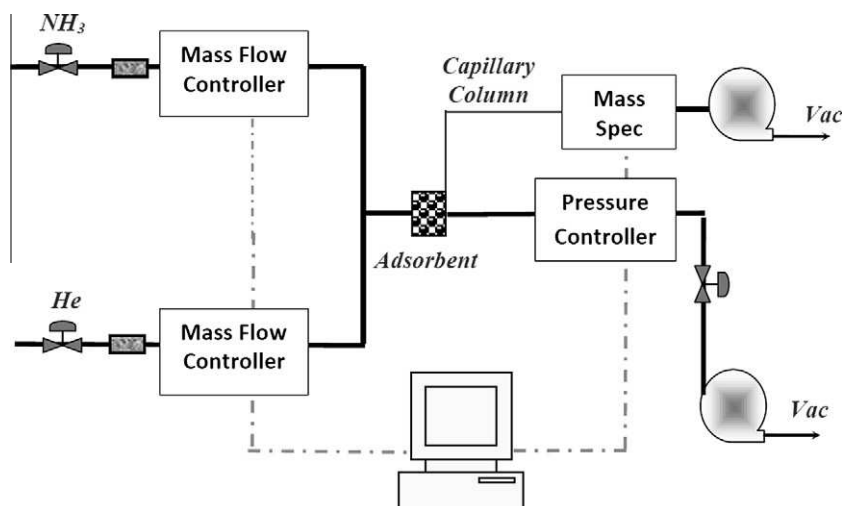 NH₃
Mass Flow
Controller
Capillary
Column
Mass
Spec
Vac
Pressure
Controller
Adsorbent
He
Mass Flow
Controller
Vac